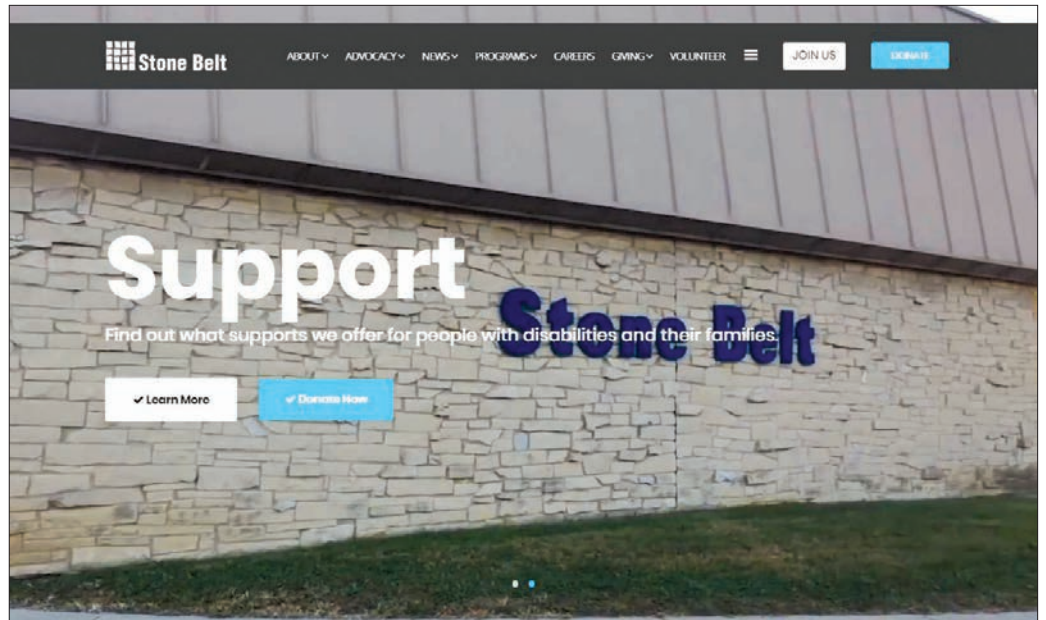 Stone Belt
ABOUT ADVOCACY NEWS PROGRAMS CAREERS GIVING VOLUNTEER JOIN US DONATE
Support
Stone Belt
Find out what supports we offer for people with disabilities and their families.
Learn More Donate Now